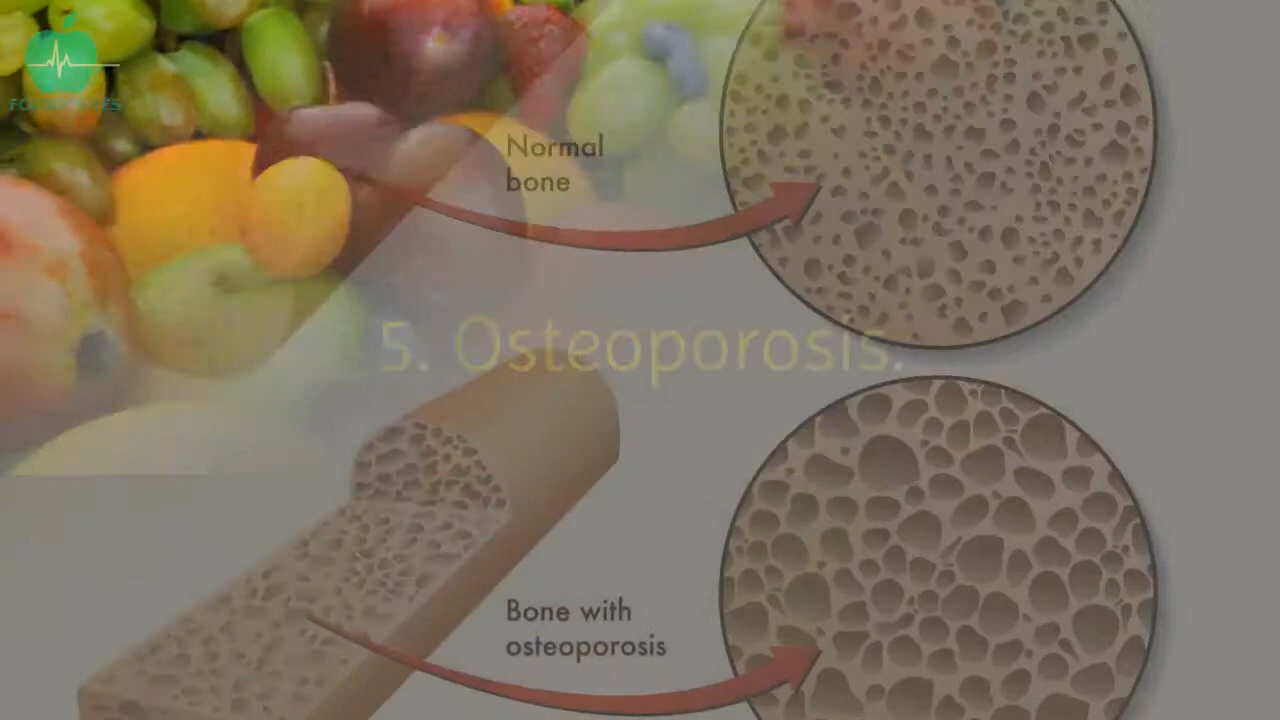 Normal
bone
5. Osteoporosis.
Bone with
osteoporosis